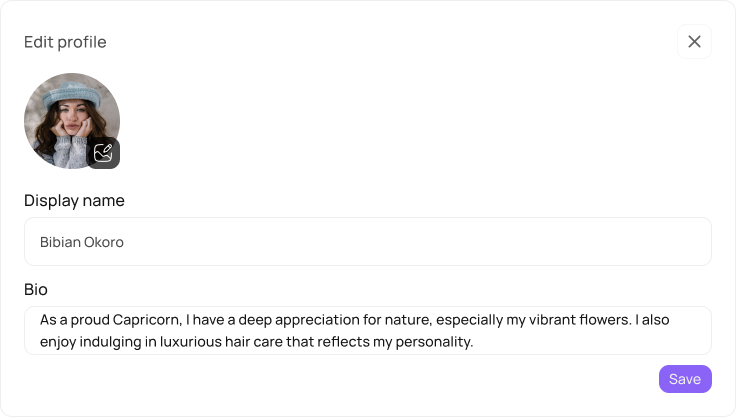 Edit profile
Display name
Bibian Okoro
Bio
As a proud Capricorn, I have a deep appreciation for nature, especially my vibrant flowers. I also
enjoy indulging in luxurious hair care that reflects my personality.
Save